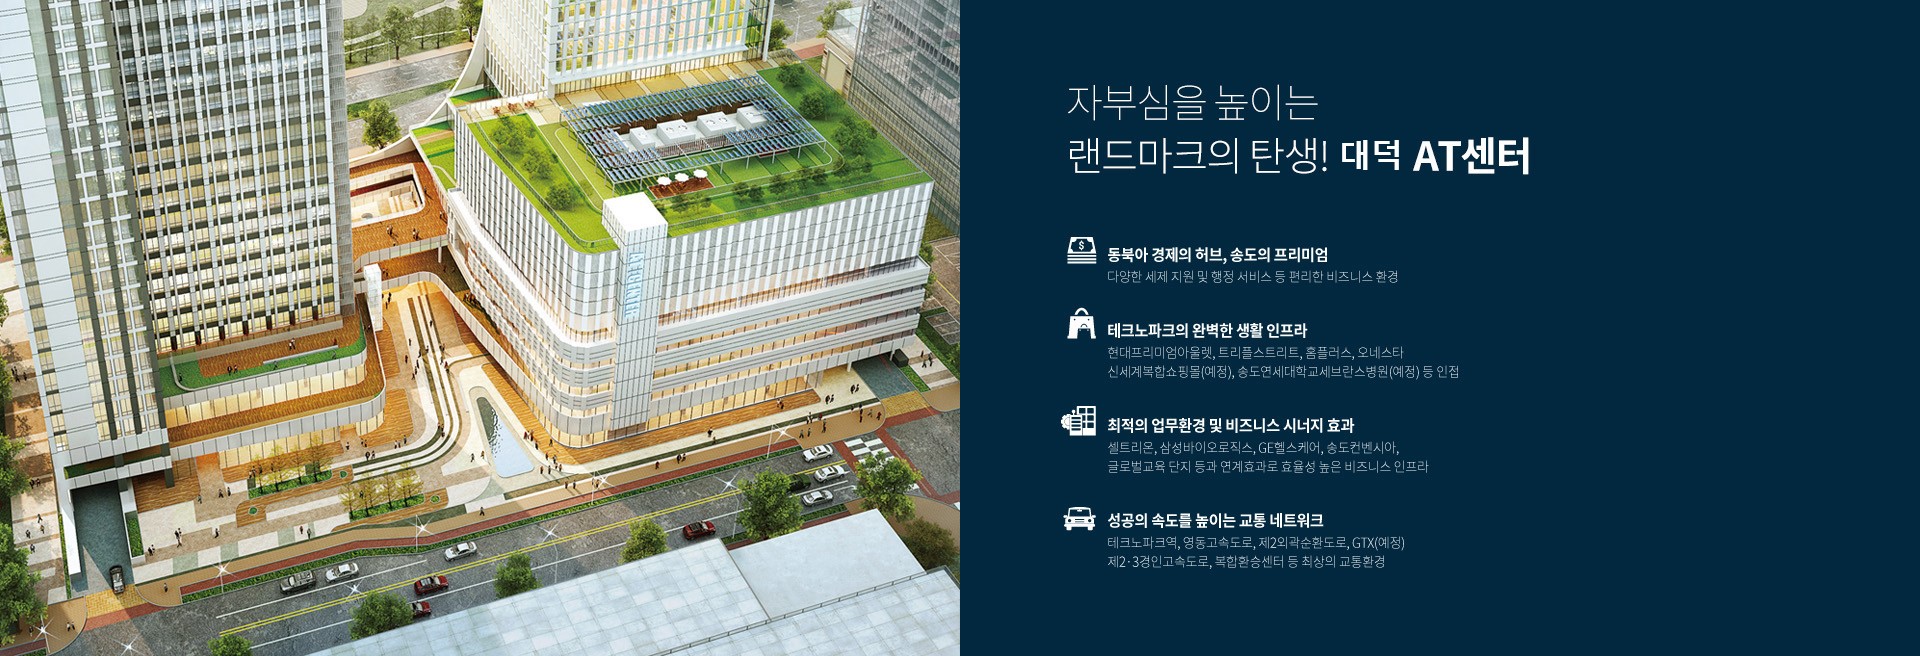 자부심을 높이는
랜드마크의 탄생! 대덕 AT센터
동북아 경제의 허브, 송도의 프리미엄
다양한 세제 지원 및 행정 서비스 등 편리한 비즈니스 환경
테크노파크의 완벽한 생활 인프라
현대프리미엄아울렛, 트리플스트리트, 홈플러스, 오네스타
신세계복합쇼핑몰(예정), 송도연세대학교세브란스병원(예정) 등 인접
최적의 업무환경 및 비즈니스 시너지 효과
셀트리온, 삼성바이오로직스, GE헬스케어, 송도컨벤시아,
글로벌교육 단지 등과 연계효과로 효율성 높은 비즈니스 인프라
성공의 속도를 높이는 교통 네트워크
테크노파크역, 영동고속도로, 제2외곽순환도로, GTX(예정)
제2·3경인고속도로, 복합환승센터 등 최상의 교통환경